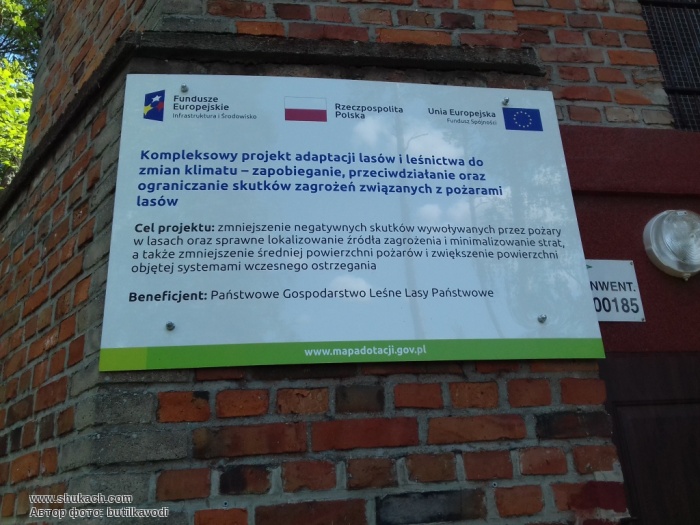 Fundusze
Europejskie
Infrastruktura i Środowisko
Rzeczpospolita
Polska
Unia Europejska
Fundusz Spójności
Kompleksowy projekt adaptacji lasów i leśnictwa do
zmian klimatu – zapobieganie, przeciwdziałanie oraz
ograniczanie skutków zagrożeń związanych z pożarami
lasów
Cel projektu: zmniejszenie negatywnych skutków wywoływanych przez pożary
w lasach oraz sprawne lokalizowanie źródła zagrożenia i minimalizowanie strat,
a także zmniejszenie średniej powierzchni pożarów i zwiększenie powierzchni
objętej systemami wczesnego ostrzegania
Beneficjent: Państwowe Gospodarstwo Leśne Lasy Państwowe
www.mapadotacji.gov.pl
NWENT.
00185
www.shukach.com
Автор фото: butilkavodi